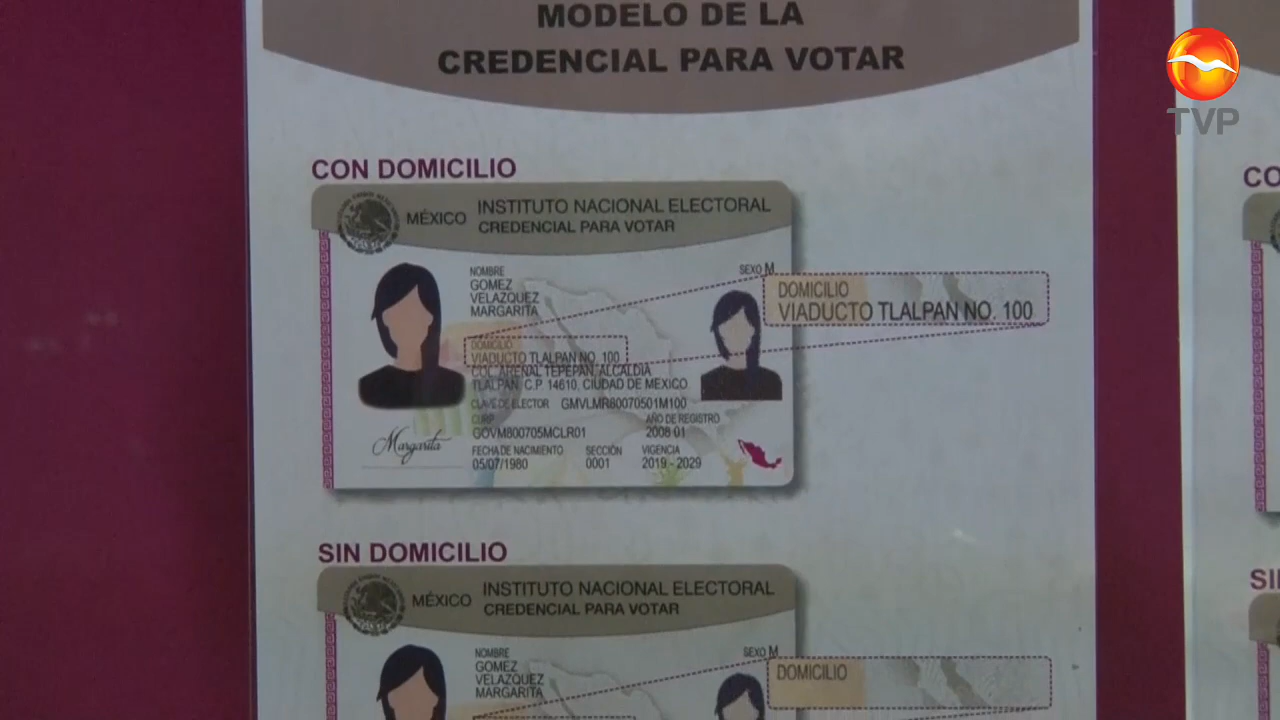 MODELO DE LA
CREDENCIAL PARA VOTAR
TVP
CON DOMICILIO
MÉXICO
INSTITUTO NACIONAL ELECTORAL
CREDENCIAL PARA VOTAR
NOMBRE
GOMEZ
VELAZQUEZ
MARGARITA
SEXO M
DOMICILIO
VIADUCTO TLALPAN NO. 100
COL. ARENAL TEPEPAN, ALCALDIA
TLALPAN, C.P. 14610, CIUDAD DE MEXICO
CLAVE DE ELECTOR GMVLMR80070501M100
CURP
GOVM800705MCLR01
AÑO DE REGISTRO
2008 01
FECHA DE NACIMIENTO
05/07/1980
SECCIÓN
0001
VIGENCIA
2019 - 2029
Margarita
DOMICILIO
VIADUCTO TLALPAN NO. 100
SIN DOMICILIO
MÉXICO
INSTITUTO NACIONAL ELECTORAL
CREDENCIAL PARA VOTAR
NOMBRE
GOMEZ
VELAZQUEZ
MARGARITA
SEXO M
DOMICILIO
CO
SI